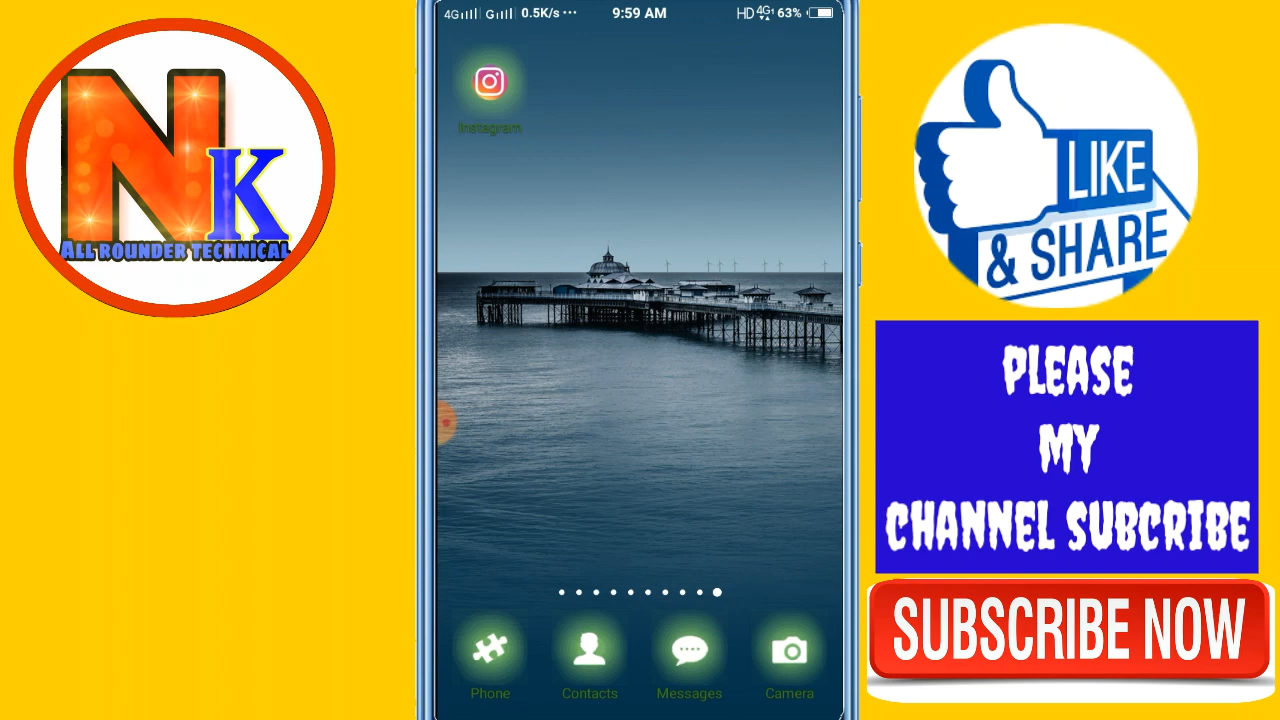 NK
ALL ROUNDER TECHNICAL
4G G 0.5K/s ··· 9:59 AM HD 4G 63%
Instagram
Phone Contacts Messages Camera
LIKE
& SHARE
PLEASE
MY
CHANNEL SUBCRIBE
SUBSCRIBE NOW